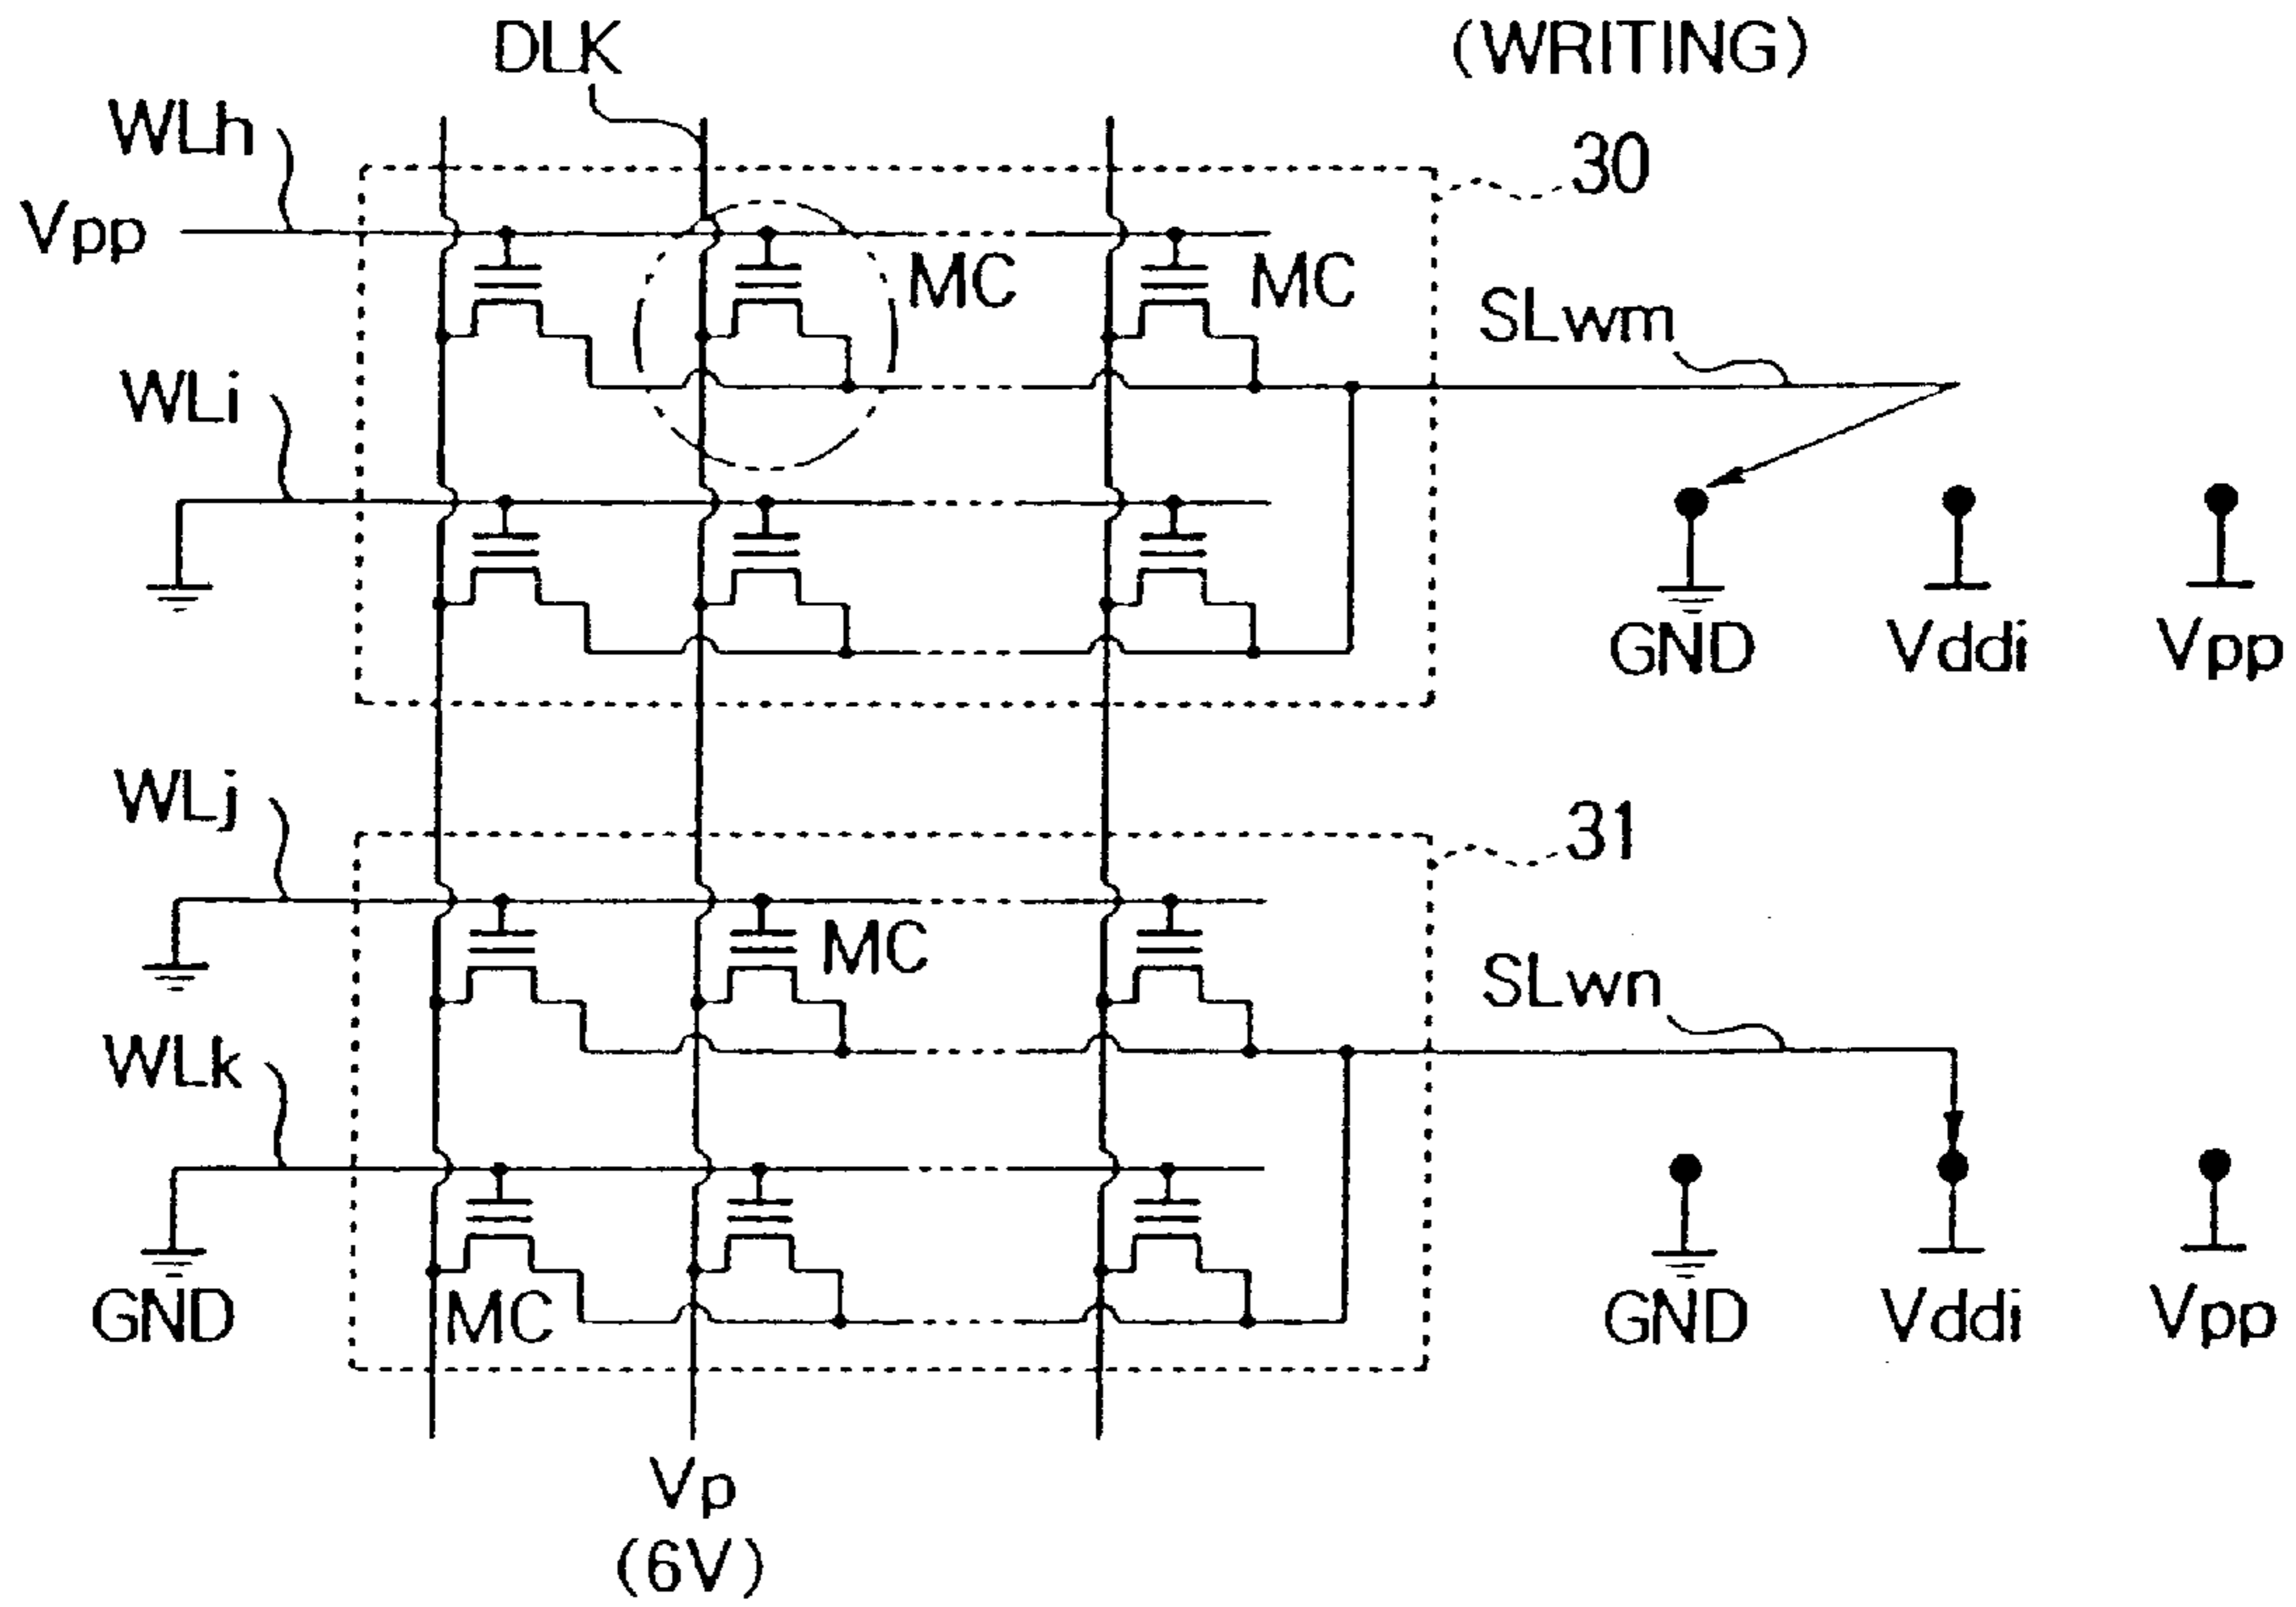 DLK
(WRITING)
WLh
30
Vpp
MC
MC
SLwm
WLi
GND
Vddi
Vpp
WLj
31
MC
SLwn
WLk
GND
MC
GND
Vddi
Vpp
Vp
(6V)